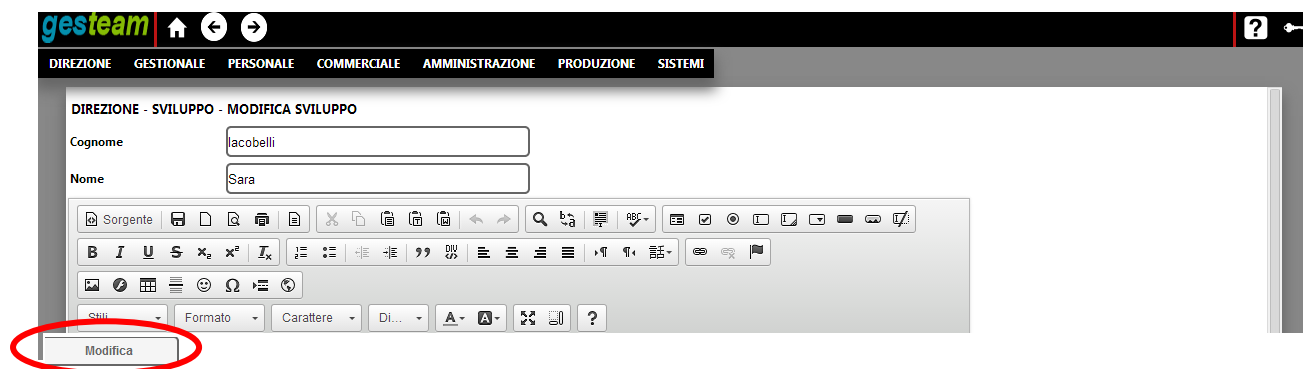 gesteam
DIREZIONE GESTIONALE PERSONALE COMMERCIALE AMMINISTRAZIONE PRODUZIONE SISTEMI
DIREZIONE - SVILUPPO - MODIFICA SVILUPPO
Cognome Iacobelli
Nome Sara
Sorgente
Stili Formato Carattere Di...
Modifica